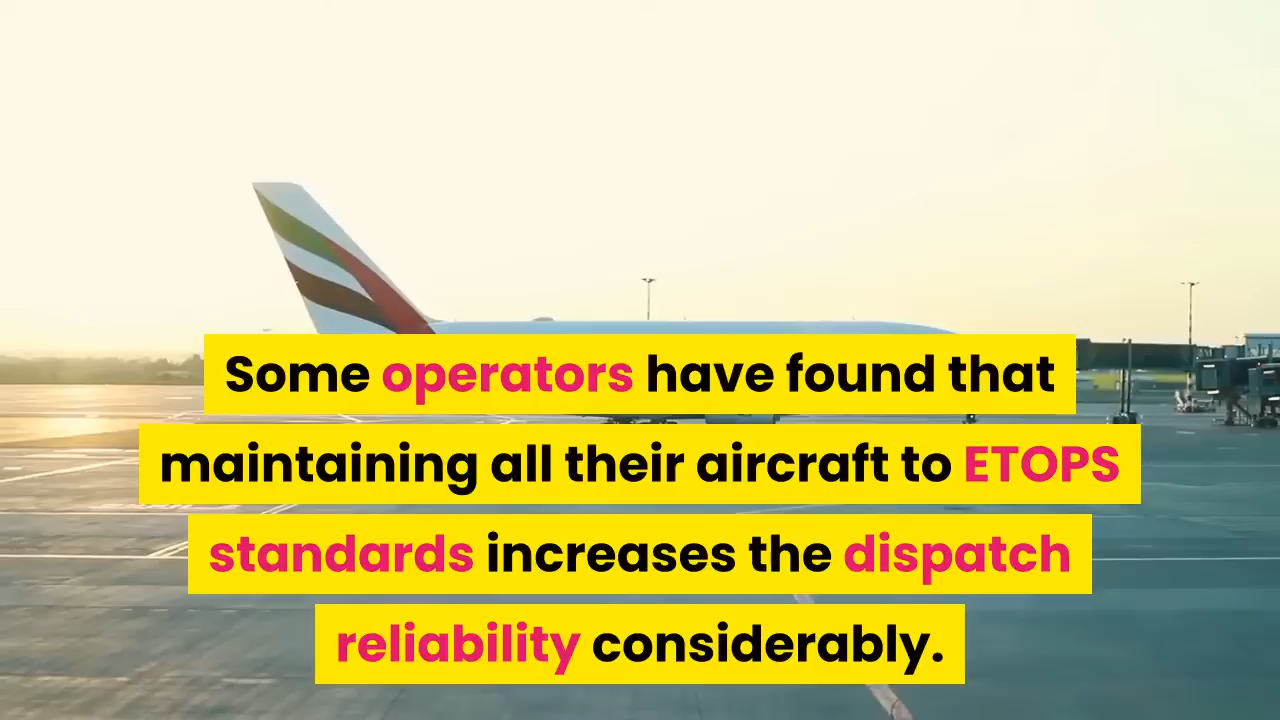 Some operators have found that
maintaining all their aircraft to ETOPS
standards increases the dispatch
reliability considerably.